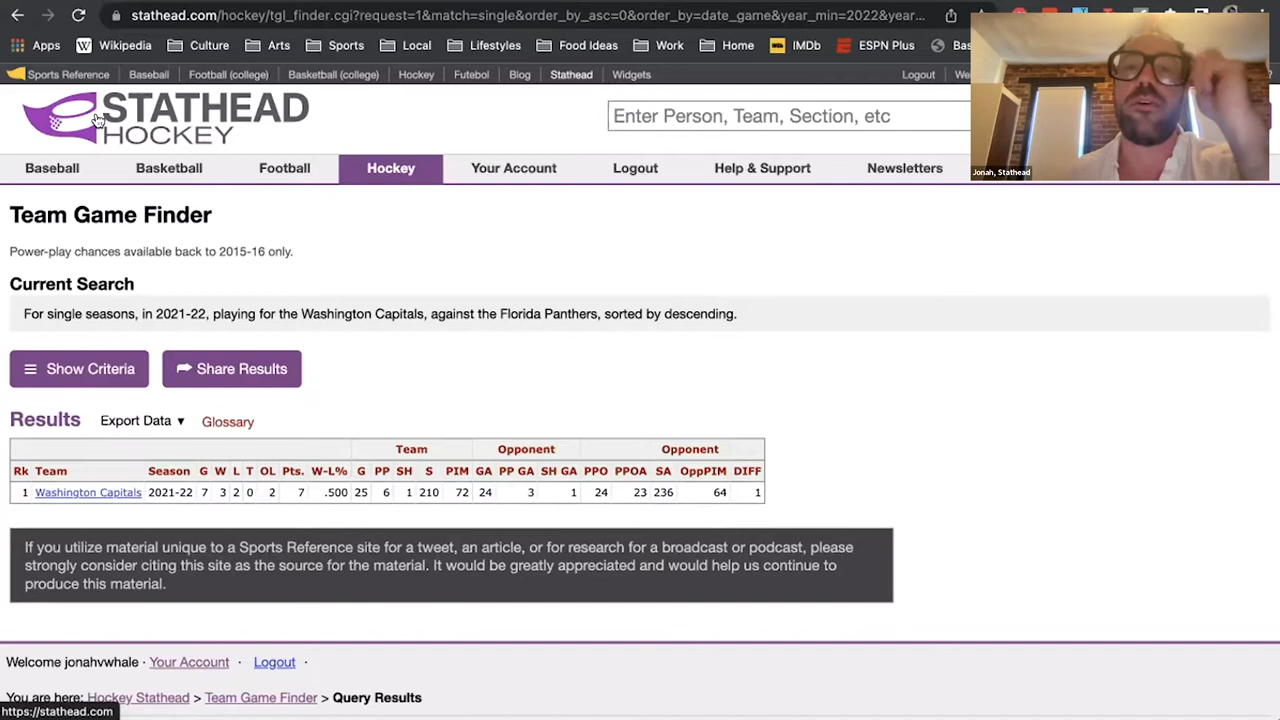 stathead.com/hockey/tgl_finder.cgi?request=1&match=single&order_by_asc=0&order_by=date_game&year_min=2022&year...
Apps Wikipedia Culture Arts Sports Local Lifestyles Food Ideas Work Home IMDb ESPN Plus
Sports Reference Baseball Football (college) Basketball (college) Hockey Futebol Blog Stathead Widgets Logout
STATHEAD
HOCKEY
Enter Person, Team, Section, etc
Baseball Basketball Football Hockey Your Account Logout Help & Support Newsletters
Jonah, Stathead
Team Game Finder
Power-play chances available back to 2015-16 only.
Current Search
For single seasons, in 2021-22, playing for the Washington Capitals, against the Florida Panthers, sorted by descending.
Show Criteria Share Results
Results Export Data ▼ Glossary
Team Opponent Opponent
Rk Team Season G W L T OL Pts. W-L% G PP SH S PIM GA PP GA SH GA PPO PPOA SA OppPIM DIFF
1 Washington Capitals 2021-22 7 3 2 0 2 7 .500 25 6 1 210 72 24 3 1 24 23 236 64 1
If you utilize material unique to a Sports Reference site for a tweet, an article, or for research for a broadcast or podcast, please
strongly consider citing this site as the source for the material. It would be greatly appreciated and would help us continue to
produce this material.
Welcome jonahvwhale · Your Account · Logout ·
You are here: Hockey Stathead > Team Game Finder > Query Results
https://stathead.com